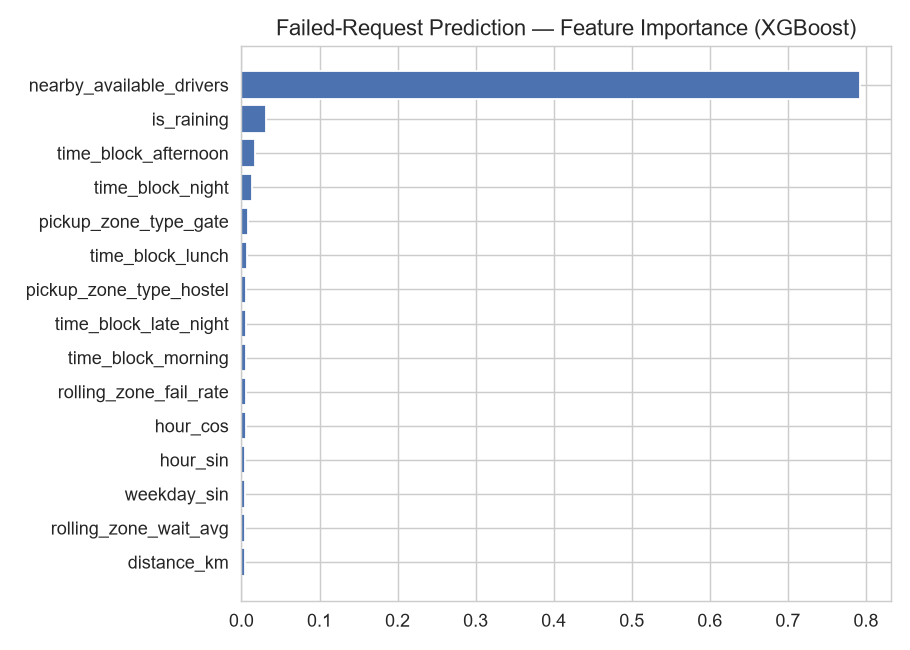 Failed-Request Prediction — Feature Importance (XGBoost)
nearby_available_drivers
is_raining
time_block_afternoon
time_block_night
pickup_zone_type_gate
time_block_lunch
pickup_zone_type_hostel
time_block_late_night
time_block_morning
rolling_zone_fail_rate
hour_cos
hour_sin
weekday_sin
rolling_zone_wait_avg
distance_km
0.0 0.1 0.2 0.3 0.4 0.5 0.6 0.7 0.8